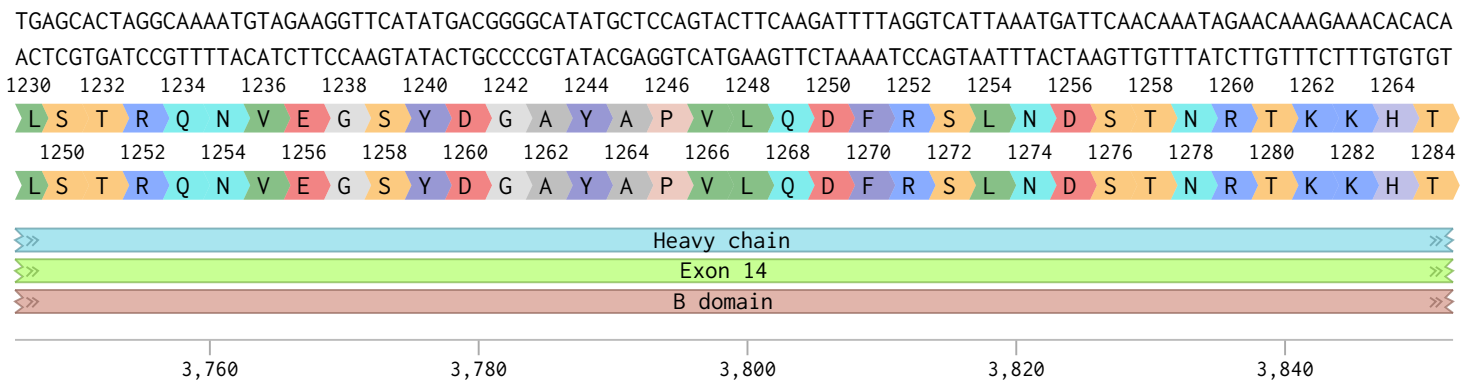 TGAGCACTAGGCAAAATGTAGAAGGTTCATATGACGGGGCATATGCTCCAGTACTTCAAGATTTTAGGTCATTAAATGATTCAACAAATAGAACAAAGAAACACACA
ACTCGTGATCCGTTTTACATCTTCCAAGTATACTGCCCCGTATACGAGGTCATGAAGTTCTAAAATCCAGTAATTTACTAAGTTGTTTATCTTGTTTCTTTGTGTGT
1230 1232 1234 1236 1238 1240 1242 1244 1246 1248 1250 1252 1254 1256 1258 1260 1262 1264
L S T R Q N V E G S Y D G A Y A P V L Q D F R S L N D S T N R T K K H T
1250 1252 1254 1256 1258 1260 1262 1264 1266 1268 1270 1272 1274 1276 1278 1280 1282 1284
L S T R Q N V E G S Y D G A Y A P V L Q D F R S L N D S T N R T K K H T
Heavy chain
Exon 14
B domain
3,760 3,780 3,800 3,820 3,840